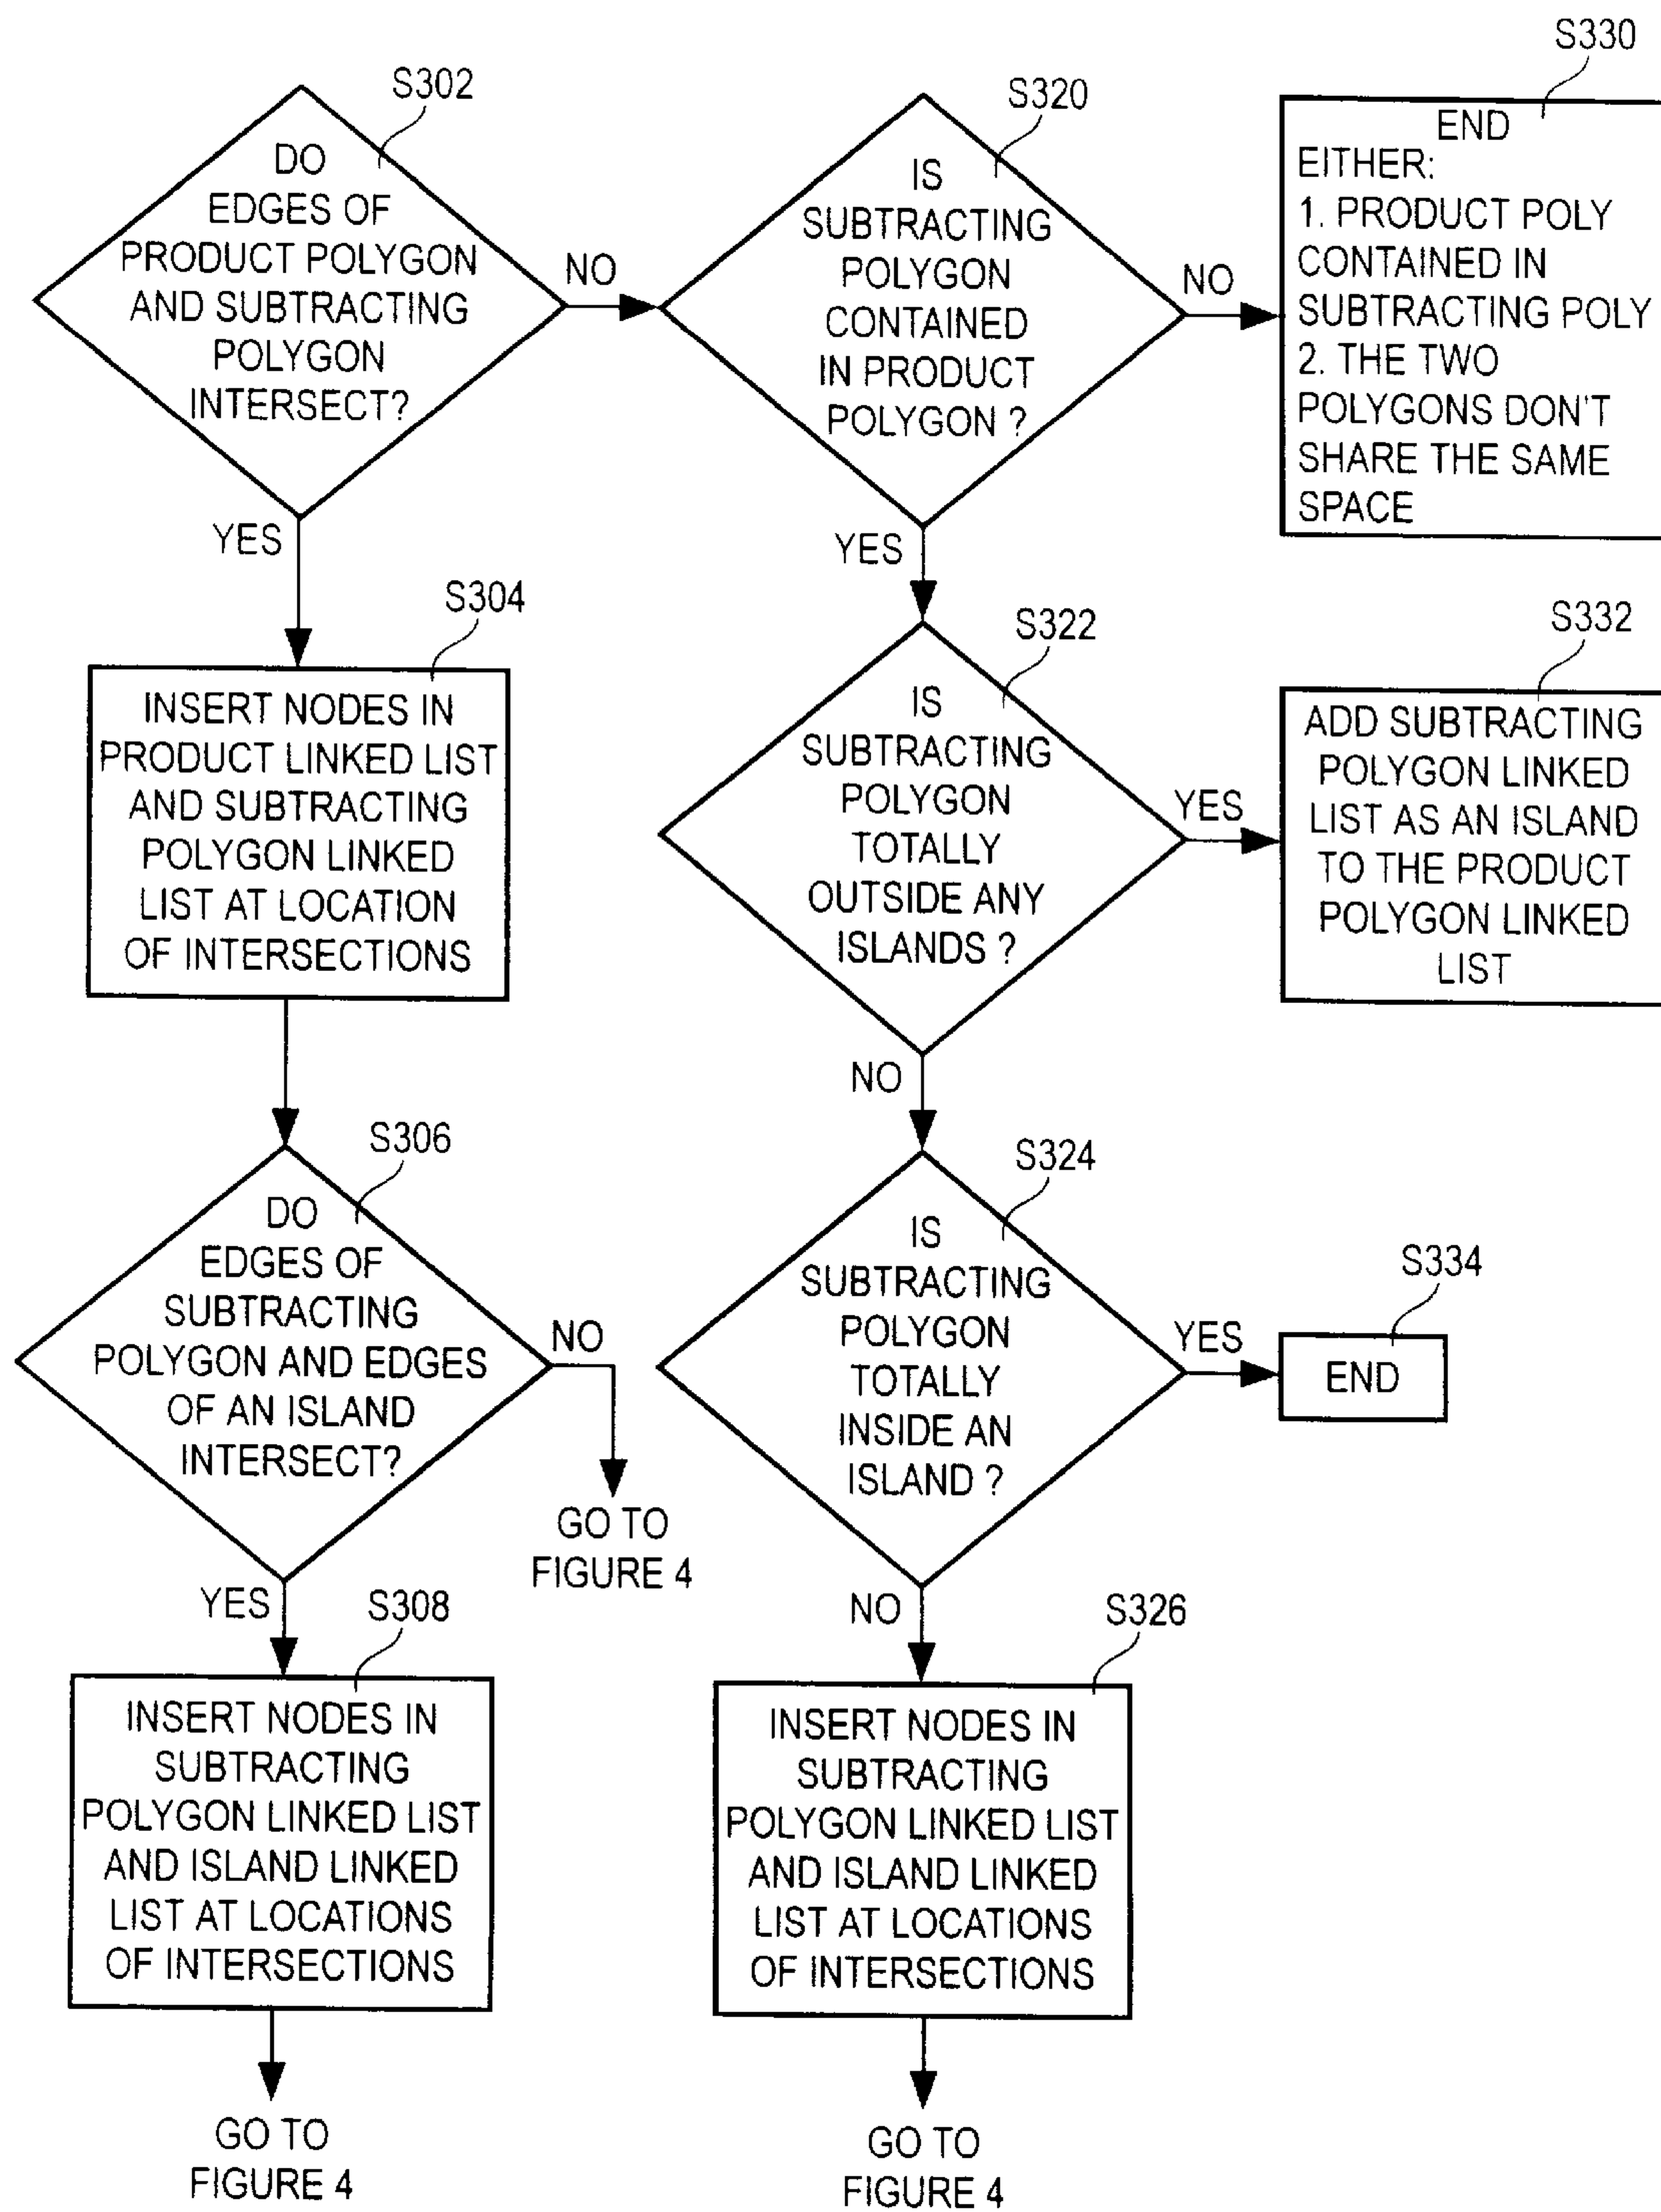 S302
DO
EDGES OF
PRODUCT POLYGON
AND SUBTRACTING
POLYGON
INTERSECT?
NO
YES
S304
INSERT NODES IN
PRODUCT LINKED LIST
AND SUBTRACTING
POLYGON LINKED
LIST AT LOCATION
OF INTERSECTIONS
S306
DO
EDGES OF
SUBTRACTING
POLYGON AND EDGES
OF AN ISLAND
INTERSECT?
NO
GO TO
FIGURE 4
YES
S308
INSERT NODES IN
SUBTRACTING
POLYGON LINKED LIST
AND ISLAND LINKED
LIST AT LOCATIONS
OF INTERSECTIONS
GO TO
FIGURE 4
S320
IS
SUBTRACTING
POLYGON
CONTAINED
IN PRODUCT
POLYGON ?
NO
YES
S322
IS
SUBTRACTING
POLYGON
TOTALLY
OUTSIDE ANY
ISLANDS ?
YES
NO
S324
IS
SUBTRACTING
POLYGON
TOTALLY
INSIDE AN
ISLAND ?
YES
NO
S326
INSERT NODES IN
SUBTRACTING
POLYGON LINKED LIST
AND ISLAND LINKED
LIST AT LOCATIONS
OF INTERSECTIONS
GO TO
FIGURE 4
S330
END
EITHER:
1. PRODUCT POLY
CONTAINED IN
SUBTRACTING POLY
2. THE TWO
POLYGONS DON'T
SHARE THE SAME
SPACE
S332
ADD SUBTRACTING
POLYGON LINKED
LIST AS AN ISLAND
TO THE PRODUCT
POLYGON LINKED
LIST
S334
END